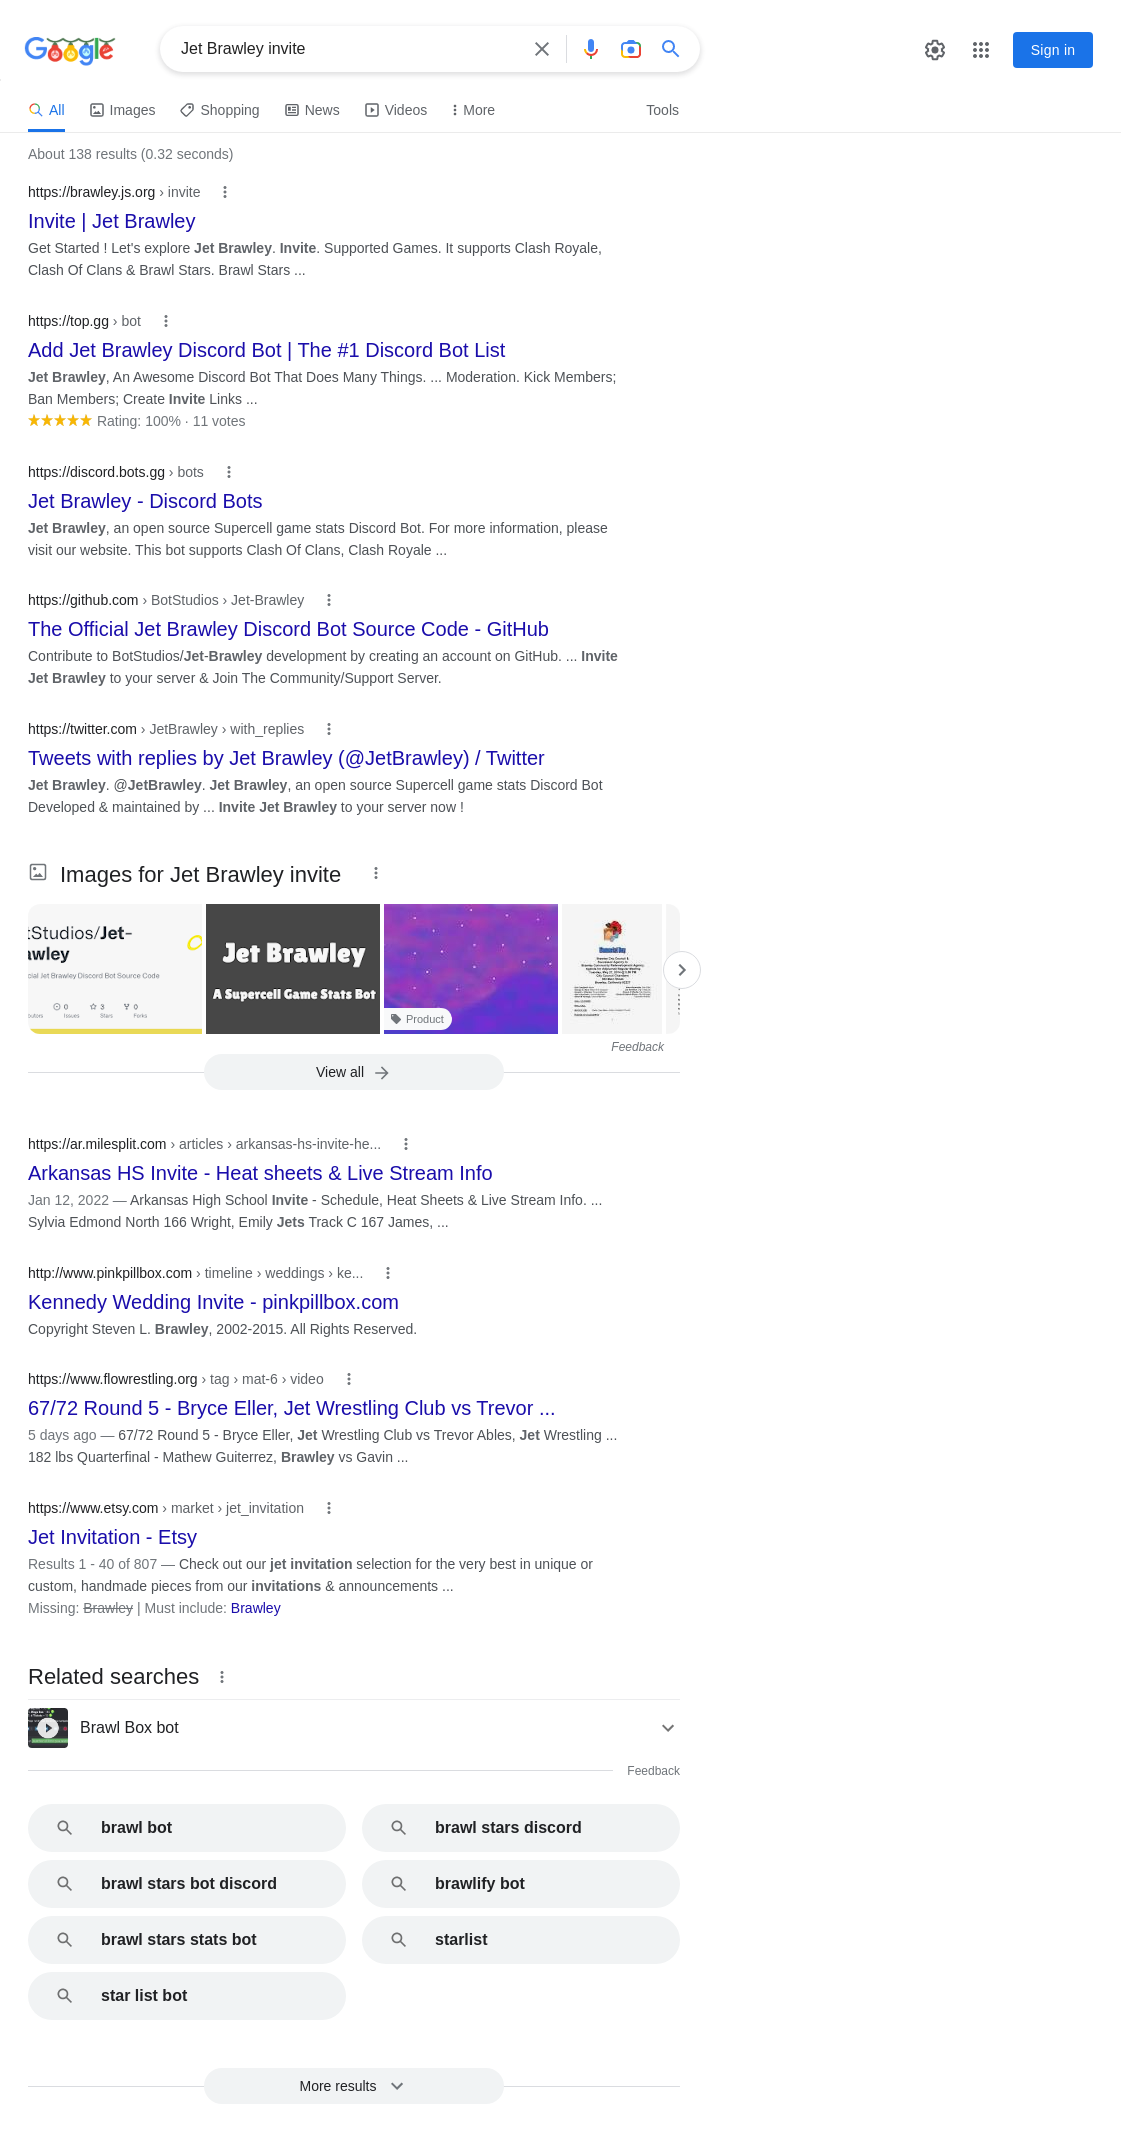 Google
Jet Brawley invite
Sign in
All Images Shopping News Videos More Tools
About 138 results (0.32 seconds)
https://brawley.js.org › invite
Invite | Jet Brawley
Get Started ! Let's explore Jet Brawley. Invite. Supported Games. It supports Clash Royale,
Clash Of Clans & Brawl Stars. Brawl Stars ...
https://top.gg › bot
Add Jet Brawley Discord Bot | The #1 Discord Bot List
Jet Brawley, An Awesome Discord Bot That Does Many Things. ... Moderation. Kick Members;
Ban Members; Create Invite Links ...
Rating: 100% · 11 votes
https://discord.bots.gg › bots
Jet Brawley - Discord Bots
Jet Brawley, an open source Supercell game stats Discord Bot. For more information, please
visit our website. This bot supports Clash Of Clans, Clash Royale ...
https://github.com › BotStudios › Jet-Brawley
The Official Jet Brawley Discord Bot Source Code - GitHub
Contribute to BotStudios/Jet-Brawley development by creating an account on GitHub. ... Invite
Jet Brawley to your server & Join The Community/Support Server.
https://twitter.com › JetBrawley › with_replies
Tweets with replies by Jet Brawley (@JetBrawley) / Twitter
Jet Brawley. @JetBrawley. Jet Brawley, an open source Supercell game stats Discord Bot
Developed & maintained by ... Invite Jet Brawley to your server now !
Images for Jet Brawley invite
tStudios/Jet-
awley
cial Jet Brawley Discord Bot Source Code
0 3 0
butors Issues Stars Forks
Jet Brawley
A Supercell Game Stats Bot
Product
Memorial Day
Feedback
View all
https://ar.milesplit.com › articles › arkansas-hs-invite-he...
Arkansas HS Invite - Heat sheets & Live Stream Info
Jan 12, 2022 — Arkansas High School Invite - Schedule, Heat Sheets & Live Stream Info. ...
Sylvia Edmond North 166 Wright, Emily Jets Track C 167 James, ...
http://www.pinkpillbox.com › timeline › weddings › ke...
Kennedy Wedding Invite - pinkpillbox.com
Copyright Steven L. Brawley, 2002-2015. All Rights Reserved.
https://www.flowrestling.org › tag › mat-6 › video
67/72 Round 5 - Bryce Eller, Jet Wrestling Club vs Trevor ...
5 days ago — 67/72 Round 5 - Bryce Eller, Jet Wrestling Club vs Trevor Ables, Jet Wrestling ...
182 lbs Quarterfinal - Mathew Guiterrez, Brawley vs Gavin ...
https://www.etsy.com › market › jet_invitation
Jet Invitation - Etsy
Results 1 - 40 of 807 — Check out our jet invitation selection for the very best in unique or
custom, handmade pieces from our invitations & announcements ...
Missing: Brawley | Must include: Brawley
Related searches
Brawl Box bot
Feedback
brawl bot
brawl stars discord
brawl stars bot discord
brawlify bot
brawl stars stats bot
starlist
star list bot
More results